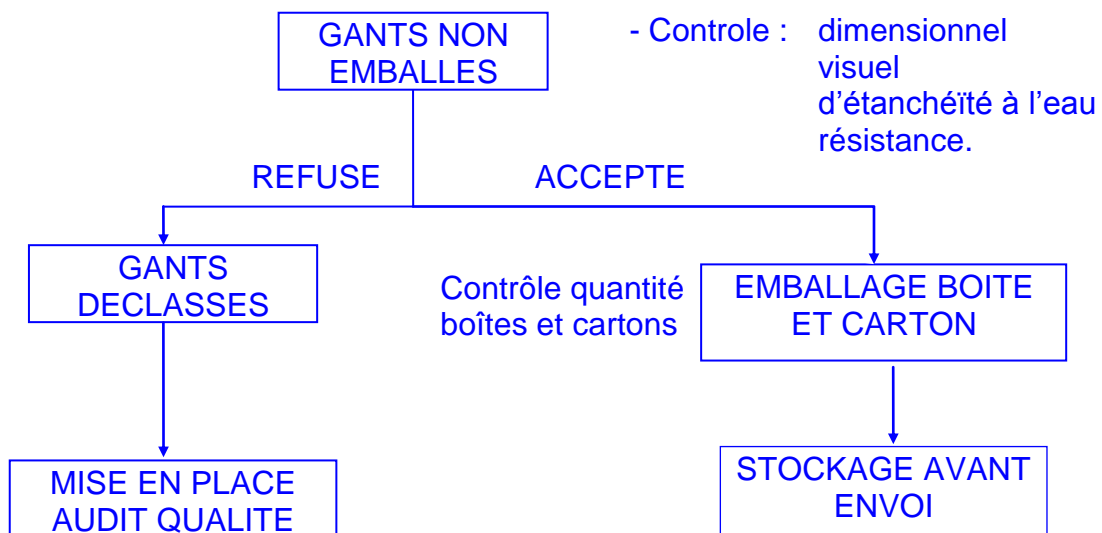 GANTS NON
EMBALLES
- Controle : dimensionnel
visuel
d'étanchéïté à l'eau
résistance.
REFUSE
ACCEPTE
GANTS
DECLASSES
Contrôle quantité
boîtes et cartons
EMBALLAGE BOITE
ET CARTON
MISE EN PLACE
AUDIT QUALITE
STOCKAGE AVANT
ENVOI